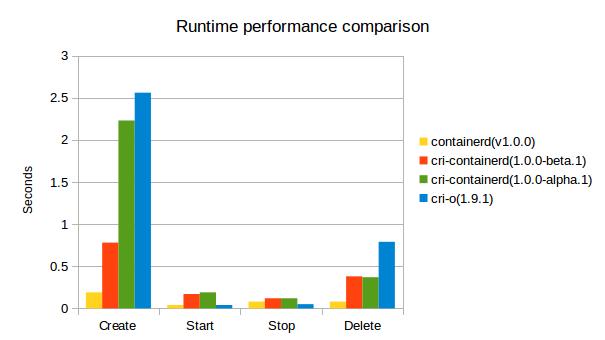 Runtime performance comparison
3
2.5
2
1.5
1
0.5
0
Seconds
Create
Start
Stop
Delete
containerd(v1.0.0)
cri-containerd(1.0.0-beta.1)
cri-containerd(1.0.0-alpha.1)
cri-o(1.9.1)